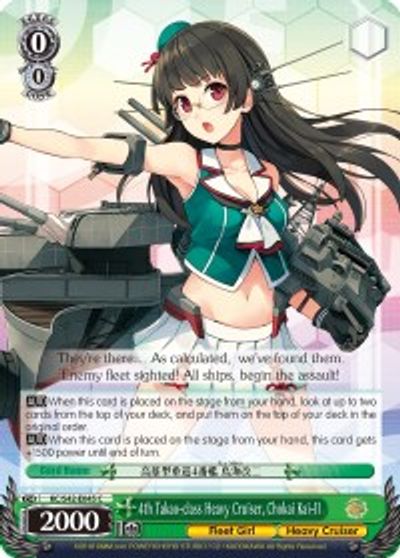 LEVEL
0
0
COST
They're there... As calculated, we've found them.
Enemy fleet sighted! All ships, begin the assault!
When this card is placed on the stage from your hand, look at up to two
cards from the top of your deck, and put them on the top of your deck in the
original order.
When this card is placed on the stage from your hand, this card gets
+1500 power until end of turn.
Card Name
高雄型重巡4番艦 鳥海改二
4th Takao-class Heavy Cruiser, Chokai Kai-II
2000
Fleet Girl
Heavy Cruiser